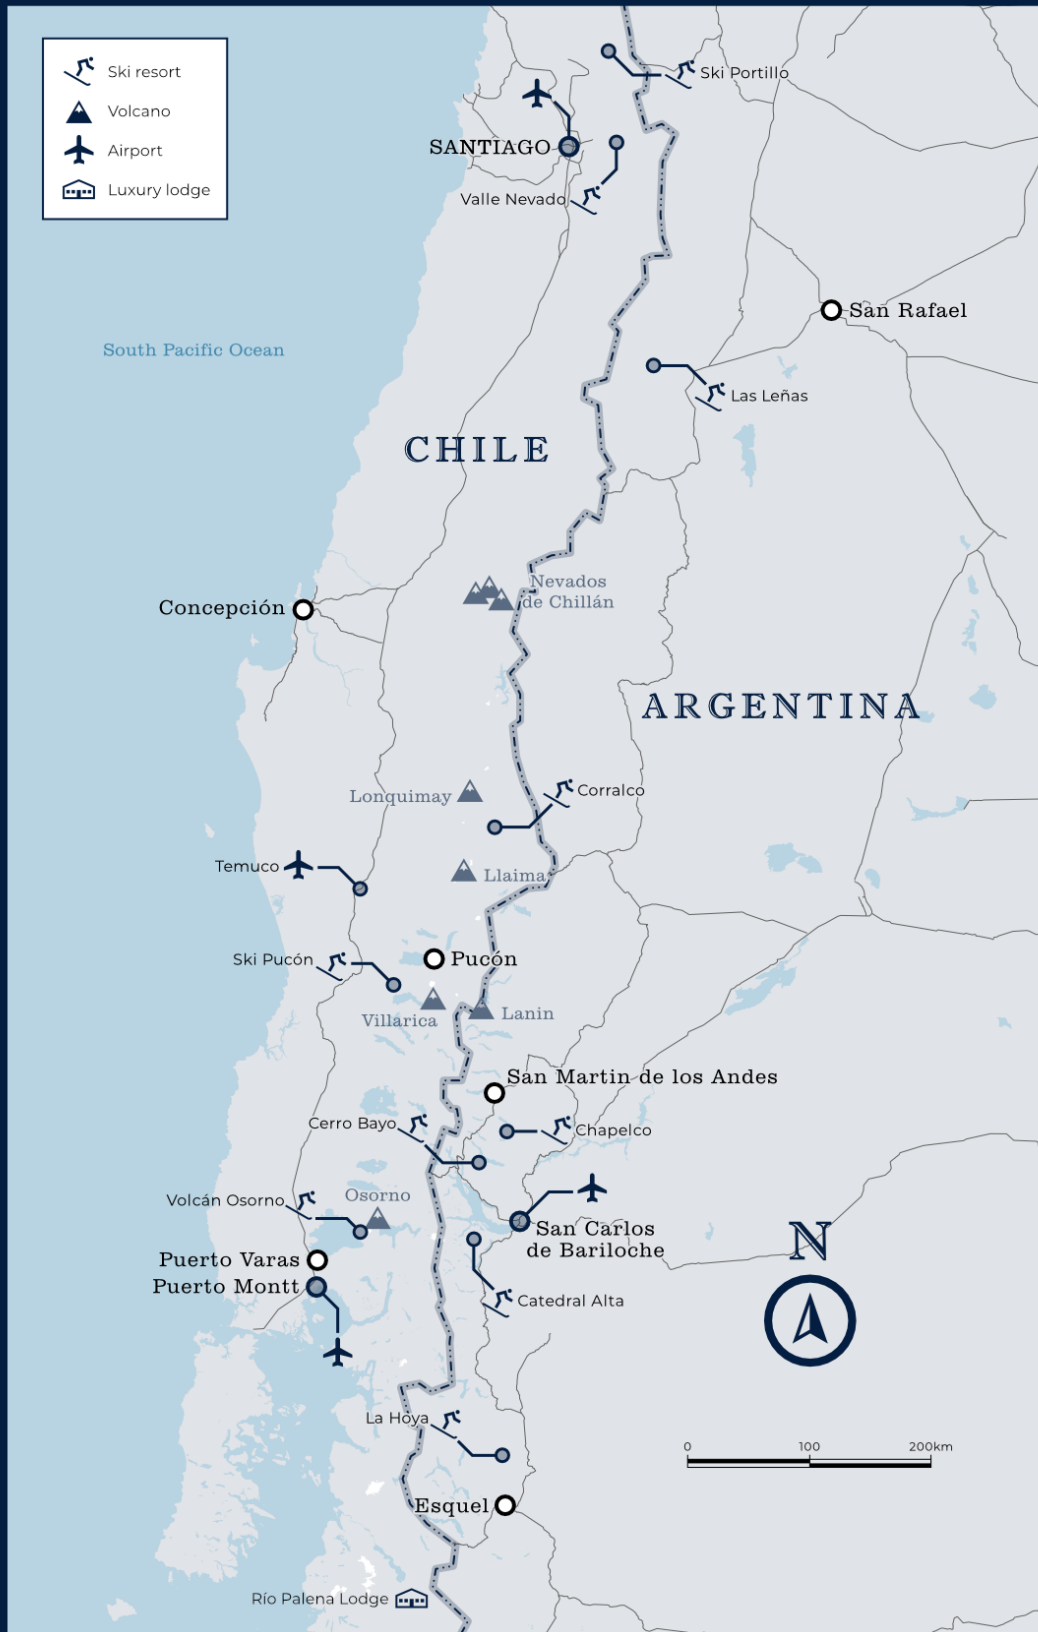 Ski resort
Volcano
Airport
Luxury lodge
Ski Portillo
SANTIAGO
Valle Nevado
San Rafael
South Pacific Ocean
Las Leñas
CHILE
Nevados
de Chillán
Concepción
ARGENTINA
Lonquimay
Corralco
Temuco
Llaima
Ski Pucón
Pucón
Villarica
Lanin
San Martin de los Andes
Cerro Bayo
Chapelco
Volcán Osorno
Osorno
San Carlos
de Bariloche
Puerto Varas
Puerto Montt
N
Catedral Alta
La Hoya
0 100 200km
Esquel
Río Palena Lodge